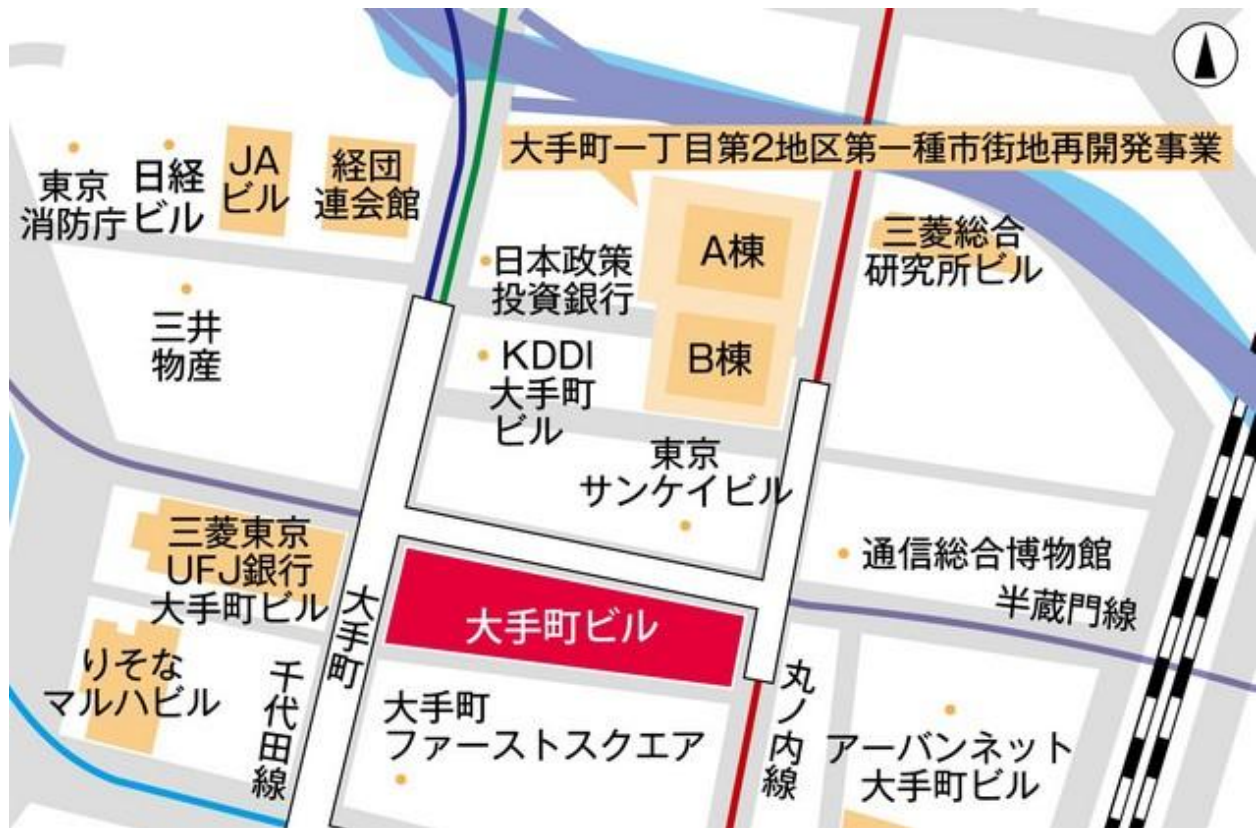 大手町一丁目第2地区第一種市街地再開発事業
東京
消防庁
日経
ビル
JA
ビル
経団
連会館
日本政策
投資銀行
A棟
三菱総合
研究所ビル
三井
物産
KDDI
大手町
ビル
B棟
東京
サンケイビル
三菱東京
UFJ銀行
大手町ビル
大手町
大手町ビル
通信総合博物館
半蔵門線
りそな
マルハビル
千代田線
大手町
ファーストスクエア
丸ノ内線
アーバンネット
大手町ビル